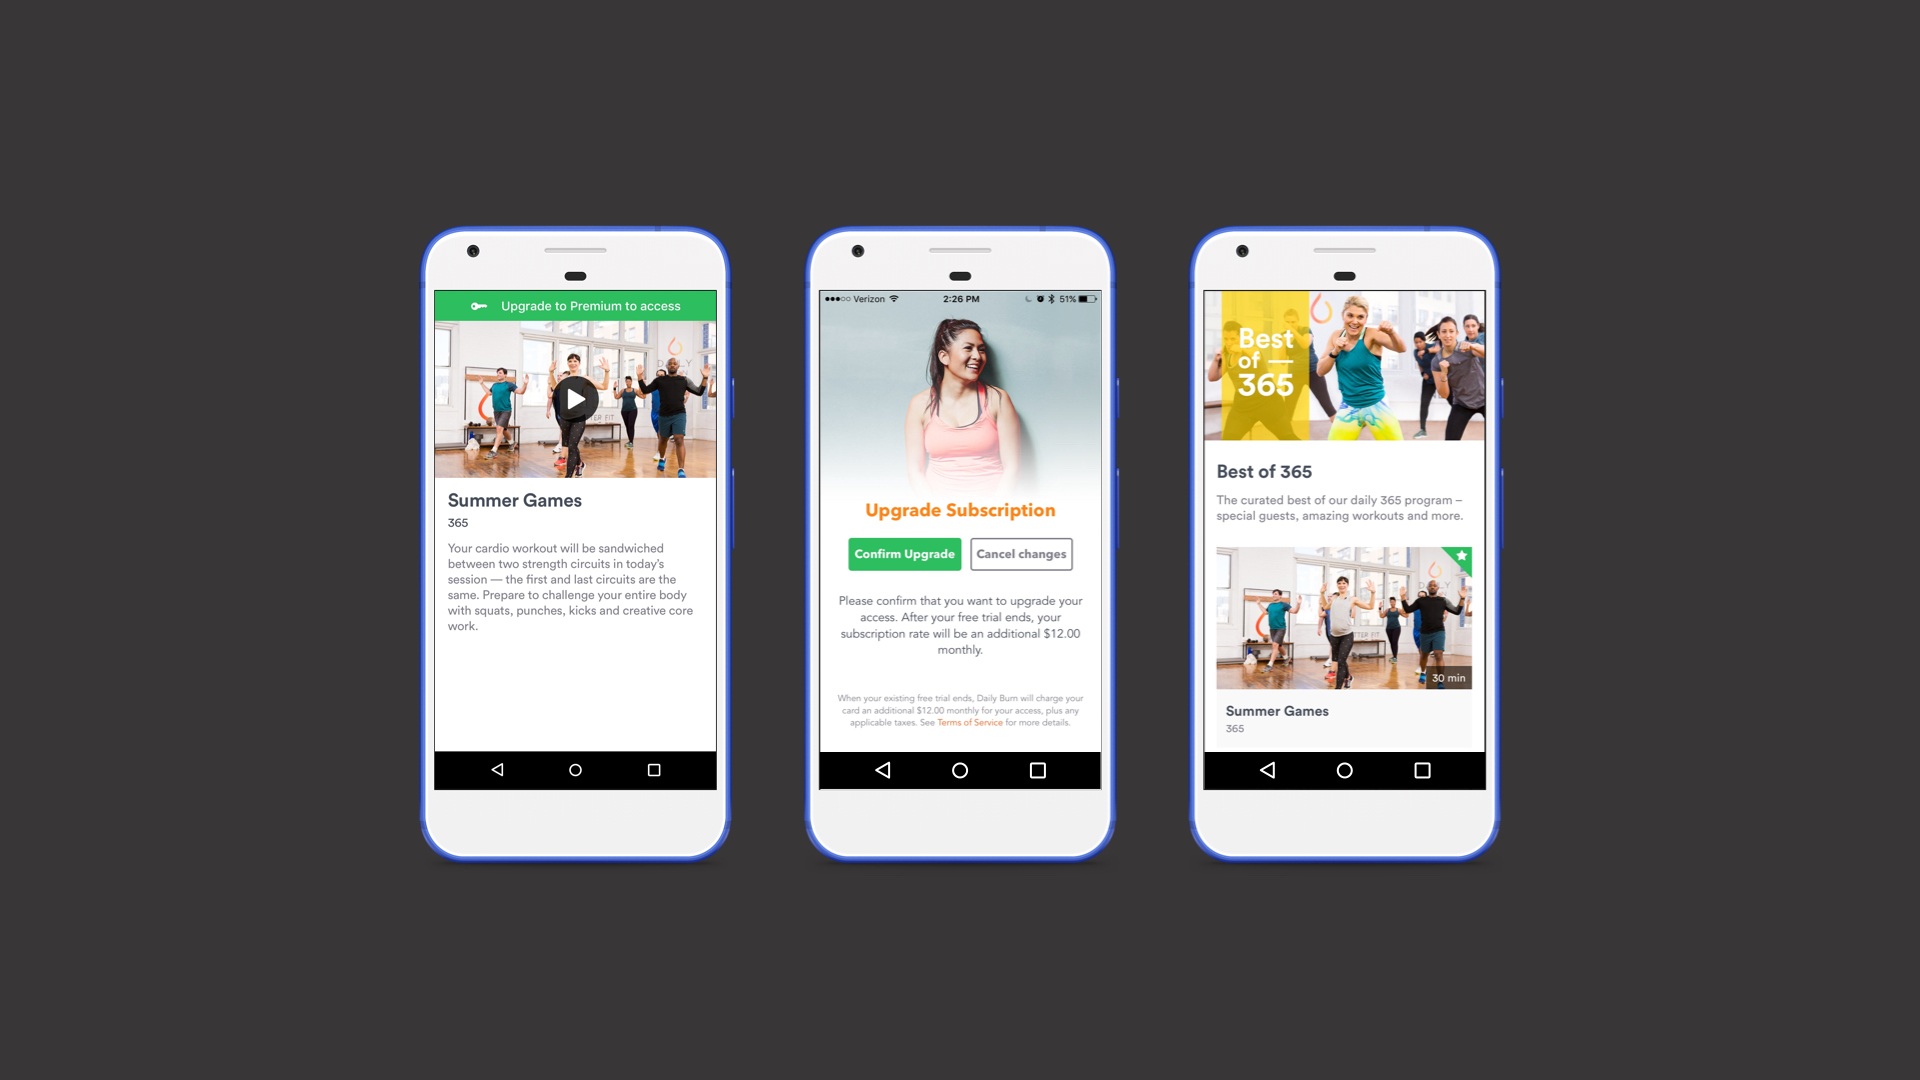 Upgrade to Premium to access
DAILY
TTER FIT
Summer Games
365
Your cardio workout will be sandwiched
between two strength circuits in today's
session — the first and last circuits are the
same. Prepare to challenge your entire body
with squats, punches, kicks and creative core
work.
Verizon
2:26 PM
51%
Upgrade Subscription
Confirm Upgrade
Cancel changes
Please confirm that you want to upgrade your
access. After your free trial ends, your
subscription rate will be an additional $12.00
monthly.
When your existing free trial ends, Daily Burn will charge your
card an additional $12.00 monthly for your access, plus any
applicable taxes. See Terms of Service for more details.
Best
of —
365
Best of 365
The curated best of our daily 365 program –
special guests, amazing workouts and more.
TTER FIT
30 min
Summer Games
365